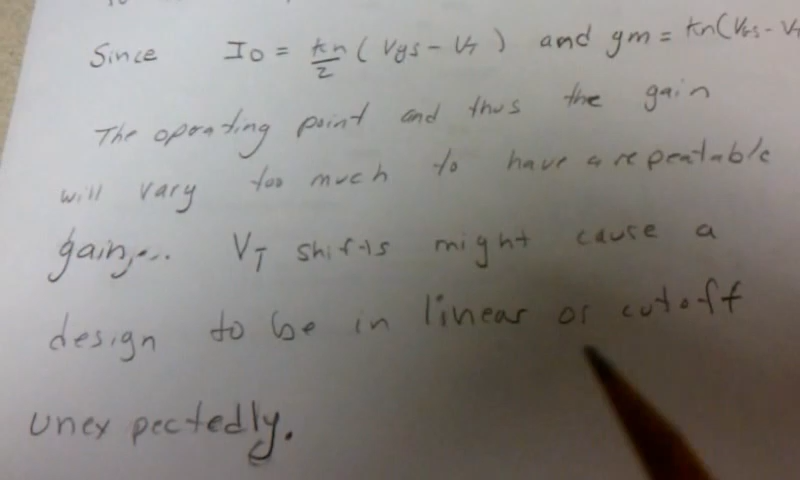 Since ID = kn/2 ( Vgs - VT ) and gm = kn(VGS - VT
The operating point and thus the gain
will vary too much to have a repeatable
gain,... VT shifts might cause a
design to be in linear or cutoff
unexpectedly.